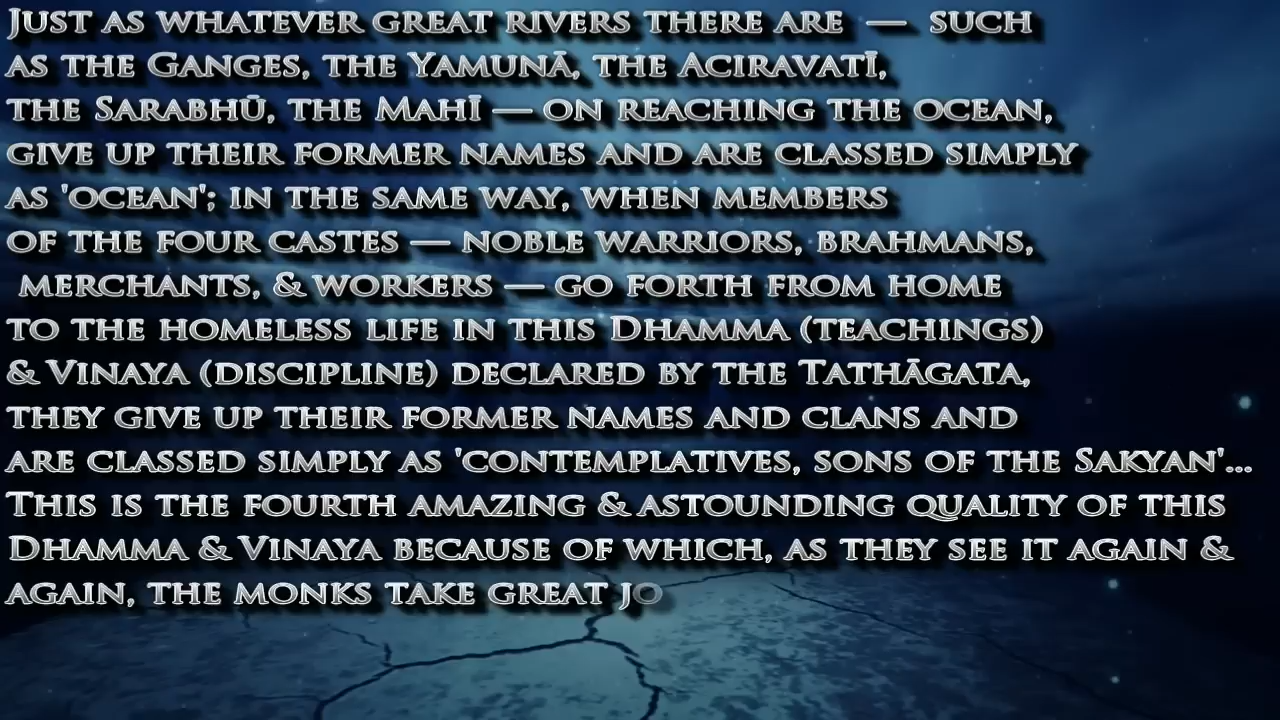 Just as whatever great rivers there are — such
as the Ganges, the Yamunā, the Aciravatī,
the Sarabhū, the Mahī — on reaching the ocean,
give up their former names and are classed simply
as 'ocean'; in the same way, when members
of the four castes — noble warriors, brahmans,
merchants, & workers — go forth from home
to the homeless life in this Dhamma (teachings)
& Vinaya (discipline) declared by the Tathāgata,
they give up their former names and clans and
are classed simply as 'contemplatives, sons of the Sakyan'...
This is the fourth amazing & astounding quality of this
Dhamma & Vinaya because of which, as they see it again &
again, the monks take great jo